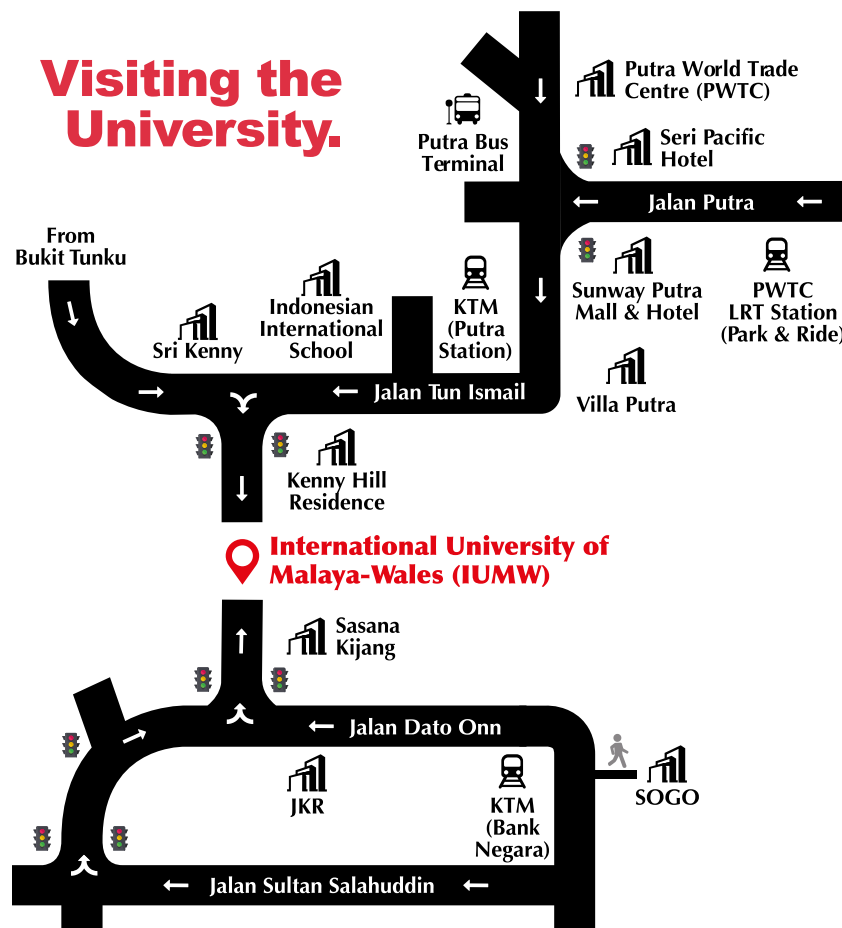 Visiting the
University.
Putra World Trade
Centre (PWTC)
Putra Bus
Terminal
Seri Pacific
Hotel
Jalan Putra
From
Bukit Tunku
Sri Kenny
Indonesian
International
School
KTM
(Putra
Station)
Sunway Putra
Mall & Hotel
PWTC
LRT Station
(Park & Ride)
Jalan Tun Ismail
Villa Putra
Kenny Hill
Residence
International University of
Malaya-Wales (IUMW)
Sasana
Kijang
Jalan Dato Onn
JKR
KTM
(Bank
Negara)
SOGO
Jalan Sultan Salahuddin